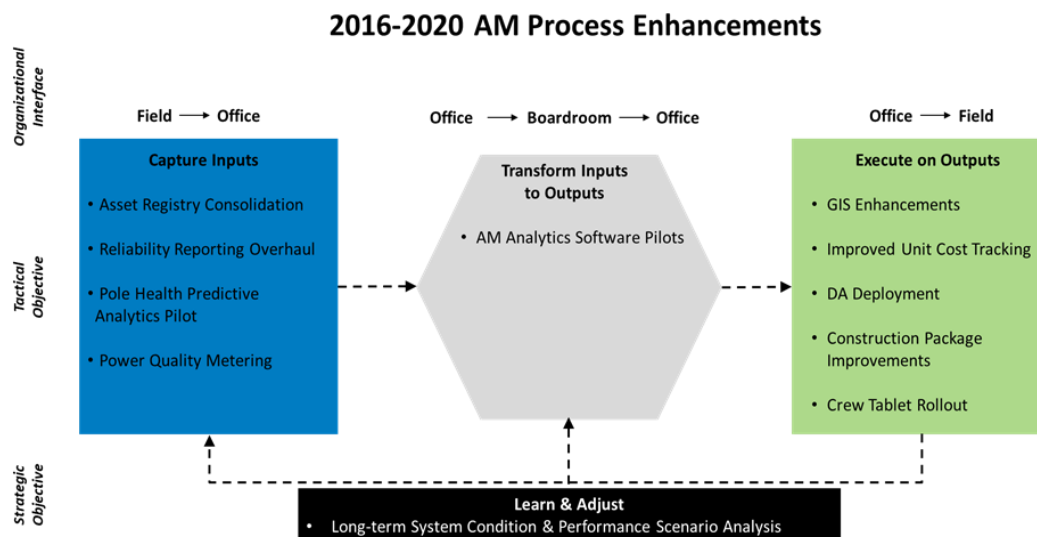 2016-2020 AM Process Enhancements
Organizational
Interface
Field → Office
Office → Boardroom → Office
Office → Field
Tactical
Objective
Capture Inputs
• Asset Registry Consolidation
• Reliability Reporting Overhaul
• Pole Health Predictive
Analytics Pilot
• Power Quality Metering
Transform Inputs
to Outputs
• AM Analytics Software Pilots
Execute on Outputs
• GIS Enhancements
• Improved Unit Cost Tracking
• DA Deployment
• Construction Package
Improvements
• Crew Tablet Rollout
Strategic
Objective
Learn & Adjust
• Long-term System Condition & Performance Scenario Analysis